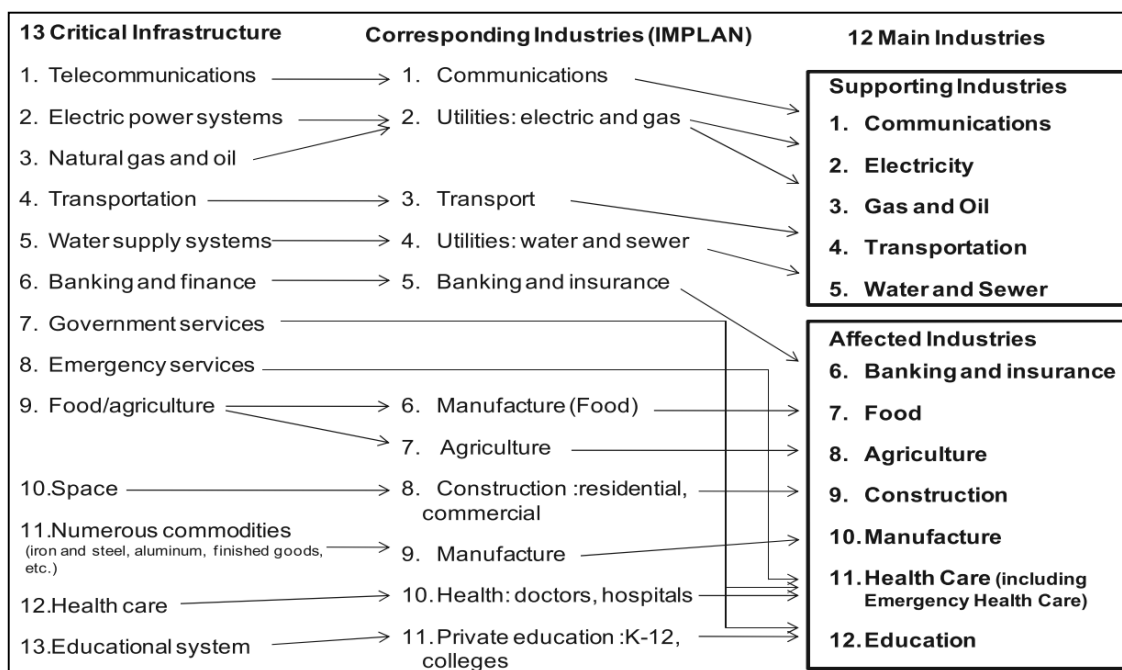 13 Critical Infrastructure
1. Telecommunications
2. Electric power systems
3. Natural gas and oil
4. Transportation
5. Water supply systems
6. Banking and finance
7. Government services
8. Emergency services
9. Food/agriculture
10.Space
11.Numerous commodities
(iron and steel, aluminum, finished goods,
etc.)
12.Health care
13.Educational system
Corresponding Industries (IMPLAN)
1. Communications
2. Utilities: electric and gas
3. Transport
4. Utilities: water and sewer
5. Banking and insurance
6. Manufacture (Food)
7. Agriculture
8. Construction :residential,
commercial
9. Manufacture
10.Health: doctors, hospitals
11.Private education :K-12,
colleges
12 Main Industries
Supporting Industries
1. Communications
2. Electricity
3. Gas and Oil
4. Transportation
5. Water and Sewer
Affected Industries
6. Banking and insurance
7. Food
8. Agriculture
9. Construction
10. Manufacture
11. Health Care (including
Emergency Health Care)
12. Education